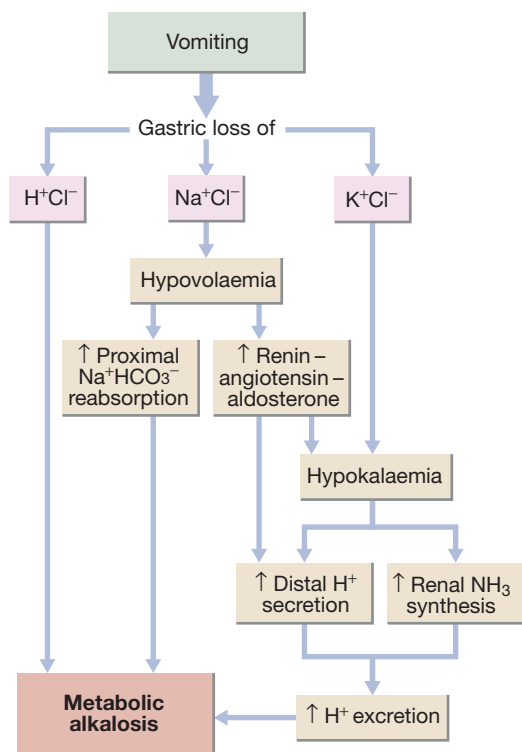 Vomiting
Gastric loss of
H⁺Cl⁻
Na⁺Cl⁻
K⁺Cl⁻
Hypovolaemia
↑ Proximal
Na⁺HCO₃⁻
reabsorption
↑ Renin –
angiotensin –
aldosterone
Hypokalaemia
↑ Distal H⁺
secretion
↑ Renal NH₃
synthesis
Metabolic
alkalosis
↑ H⁺ excretion